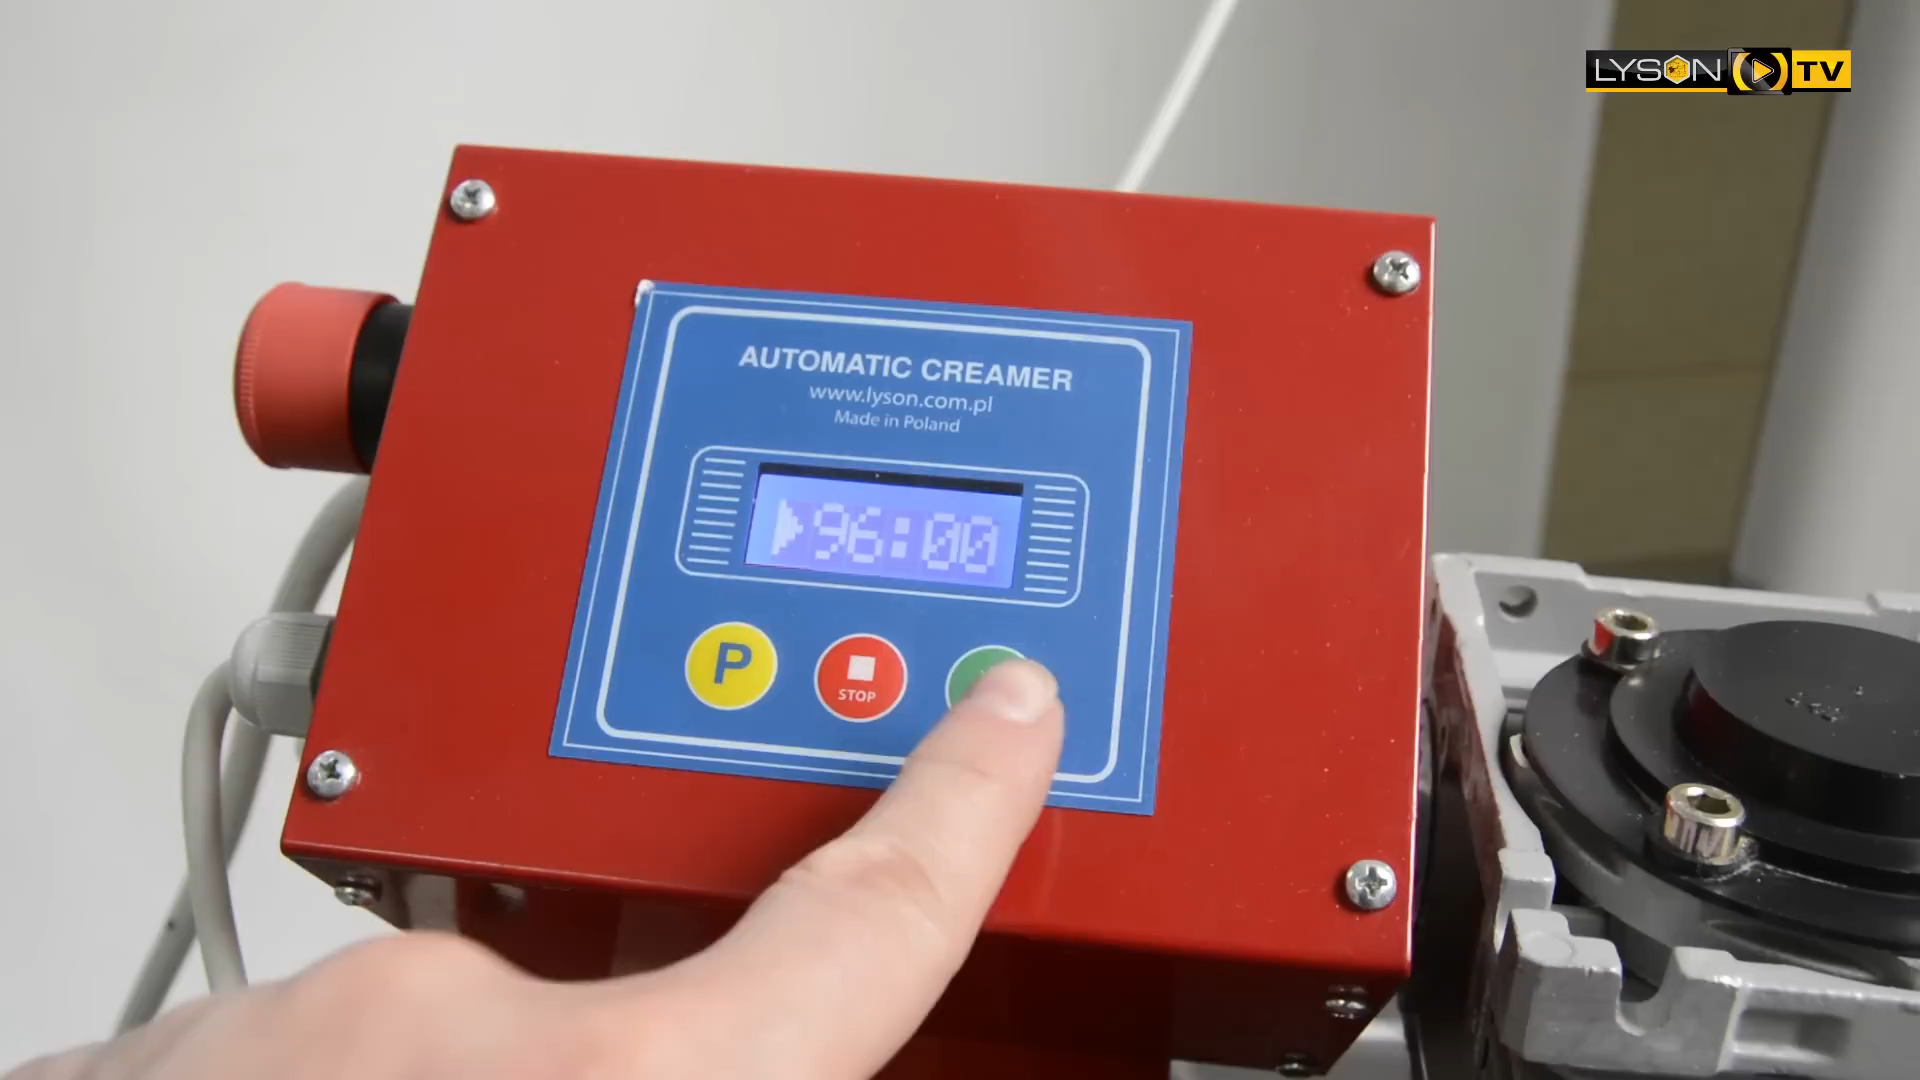 LYSON TV
AUTOMATIC CREAMER
www.lyson.com.pl
Made in Poland
96:00
P
STOP